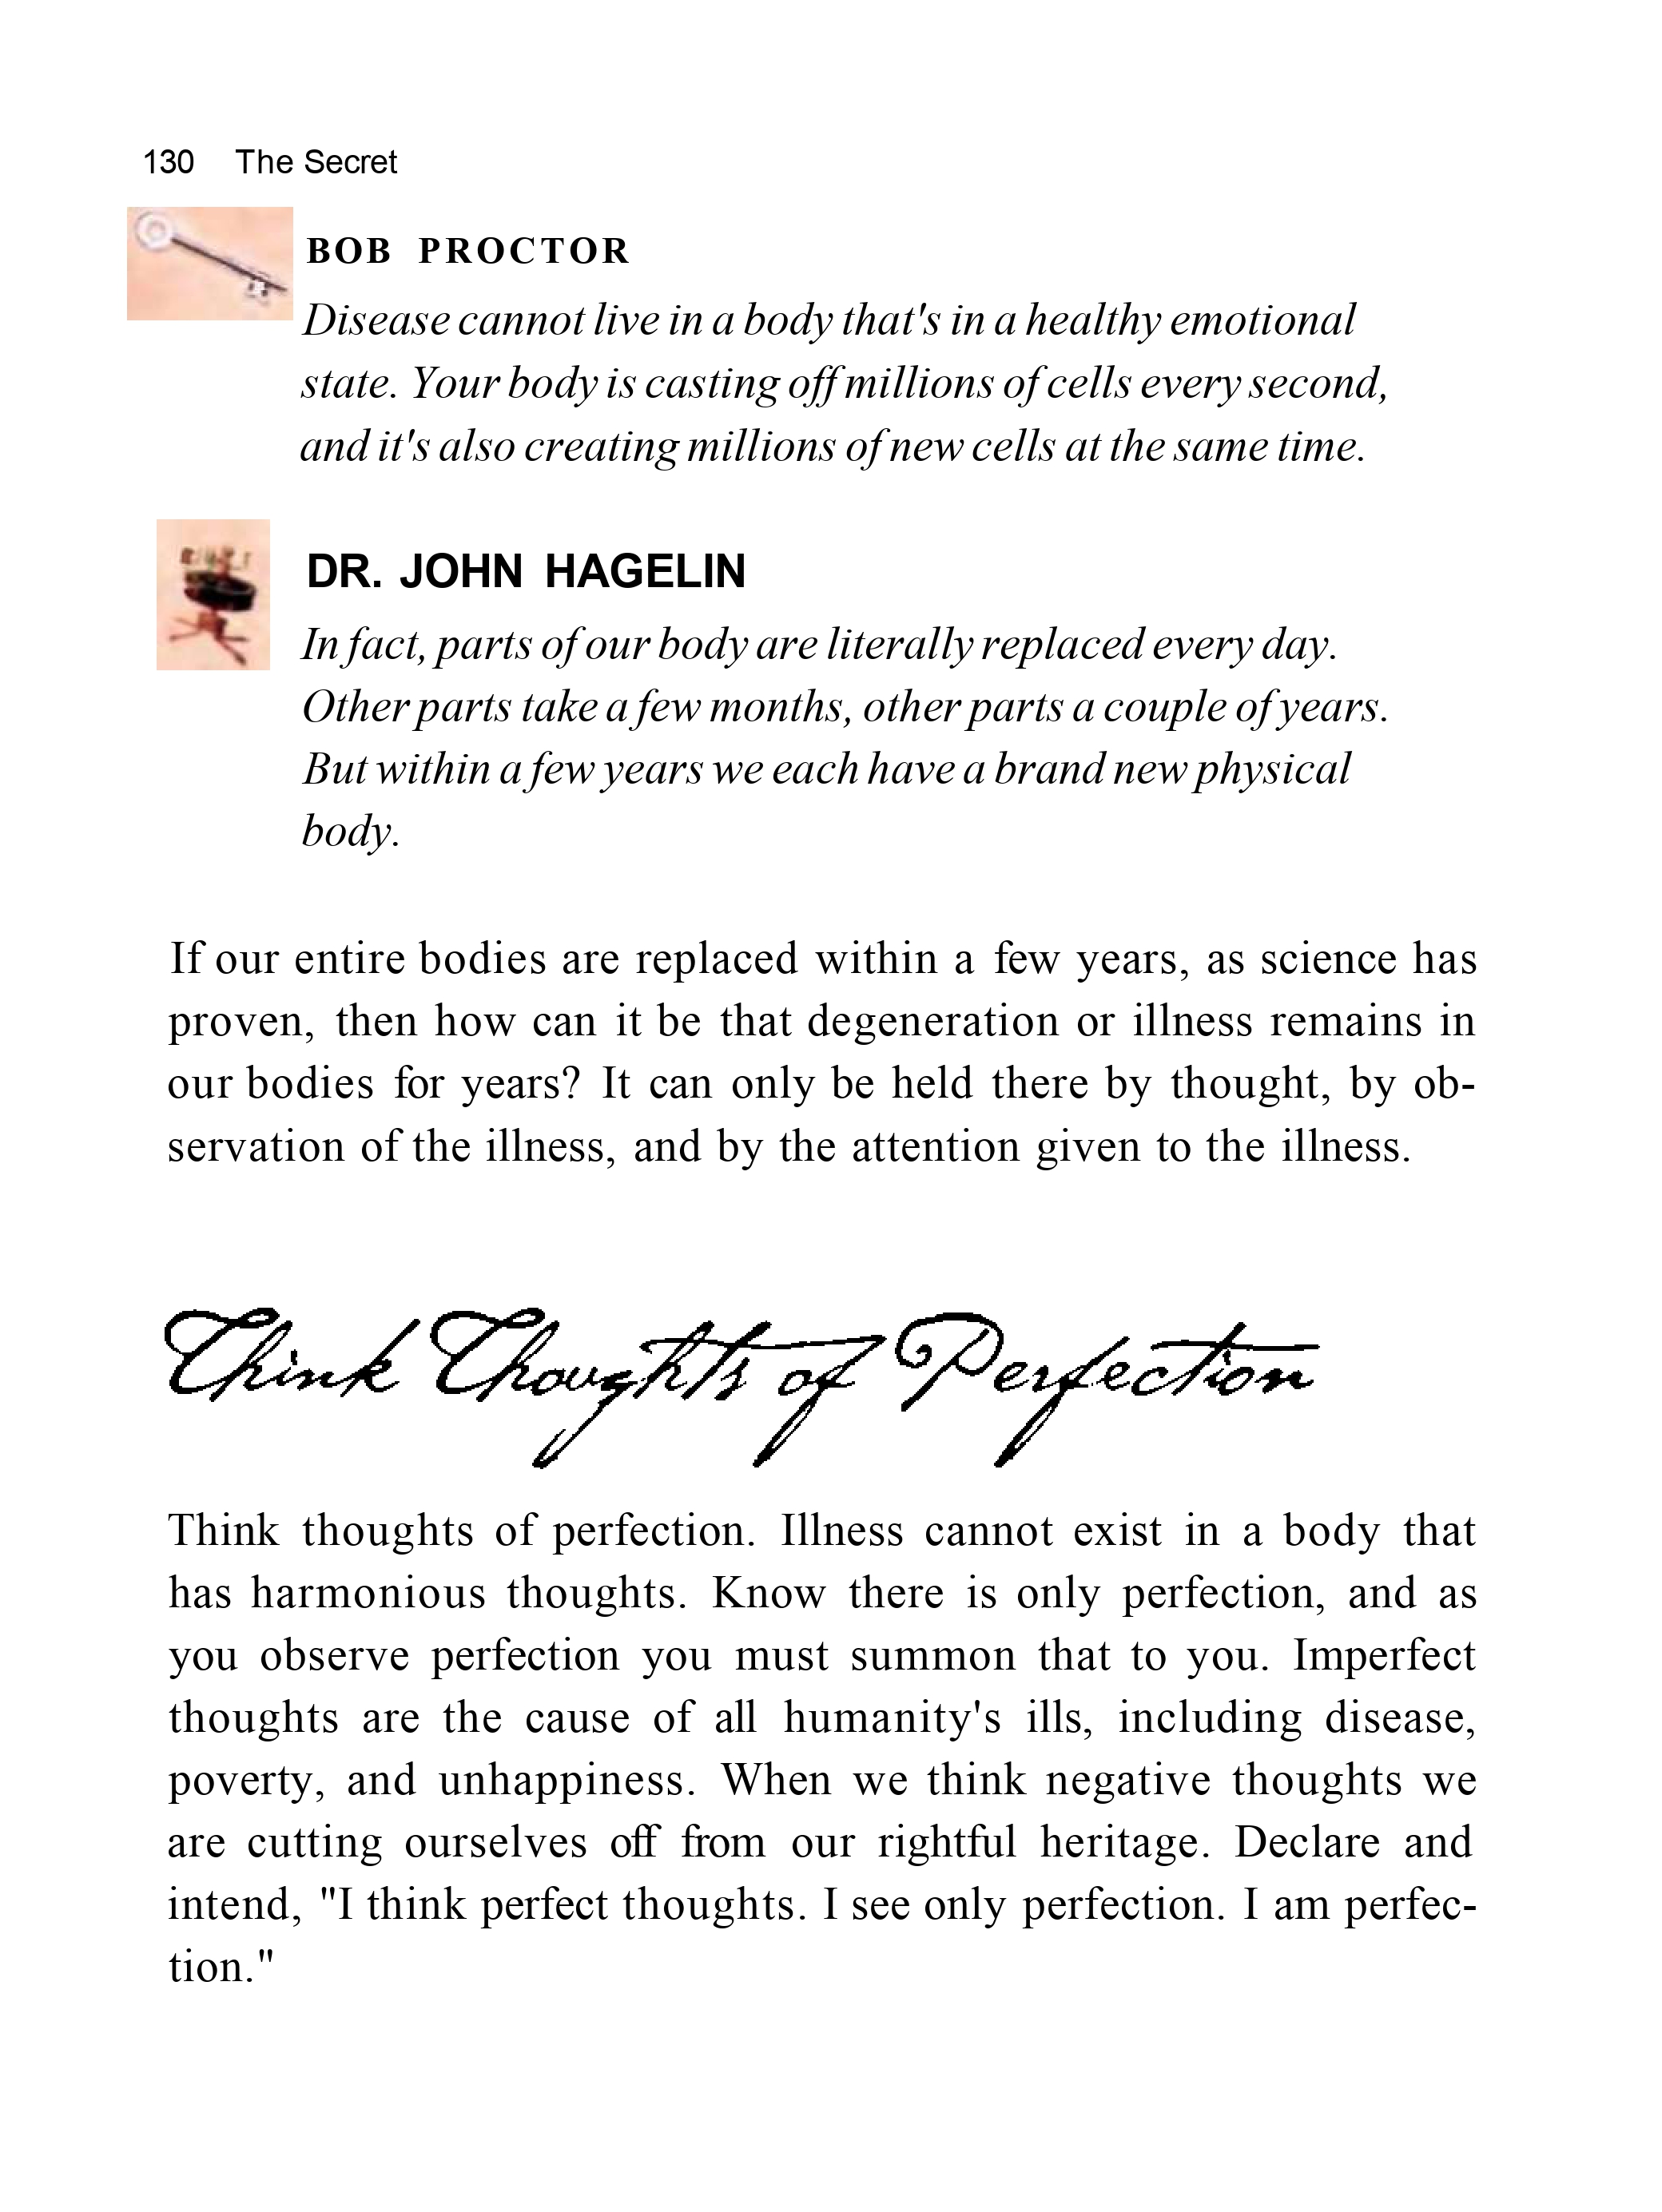 130 The Secret
BOB PROCTOR
Disease cannot live in a body that's in a healthy emotional
state. Your body is casting off millions of cells every second,
and it's also creating millions of new cells at the same time.
DR. JOHN HAGELIN
In fact, parts of our body are literally replaced every day.
Other parts take a few months, other parts a couple of years.
But within a few years we each have a brand new physical
body.
If our entire bodies are replaced within a few years, as science has
proven, then how can it be that degeneration or illness remains in
our bodies for years? It can only be held there by thought, by ob-
servation of the illness, and by the attention given to the illness.
Think Thoughts of Perfection
Think thoughts of perfection. Illness cannot exist in a body that
has harmonious thoughts. Know there is only perfection, and as
you observe perfection you must summon that to you. Imperfect
thoughts are the cause of all humanity's ills, including disease,
poverty, and unhappiness. When we think negative thoughts we
are cutting ourselves off from our rightful heritage. Declare and
intend, "I think perfect thoughts. I see only perfection. I am perfec-
tion."